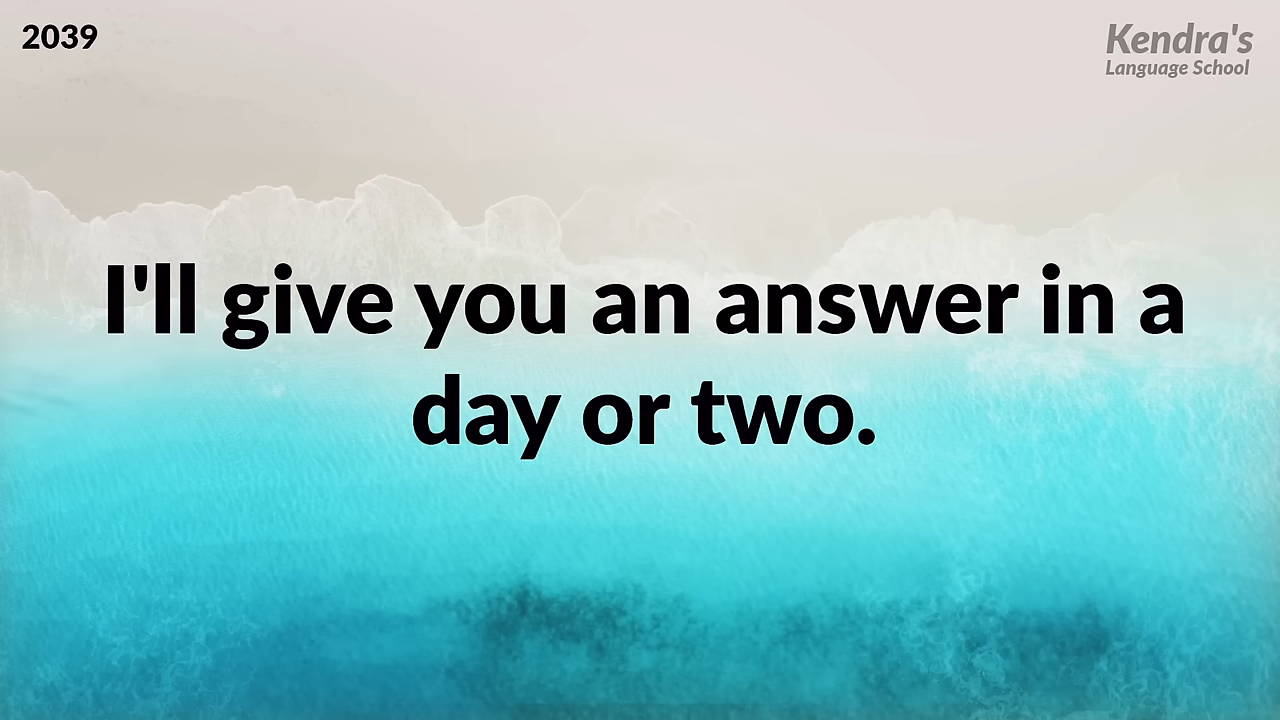 2039
Kendra's
Language School
I'll give you an answer in a
day or two.